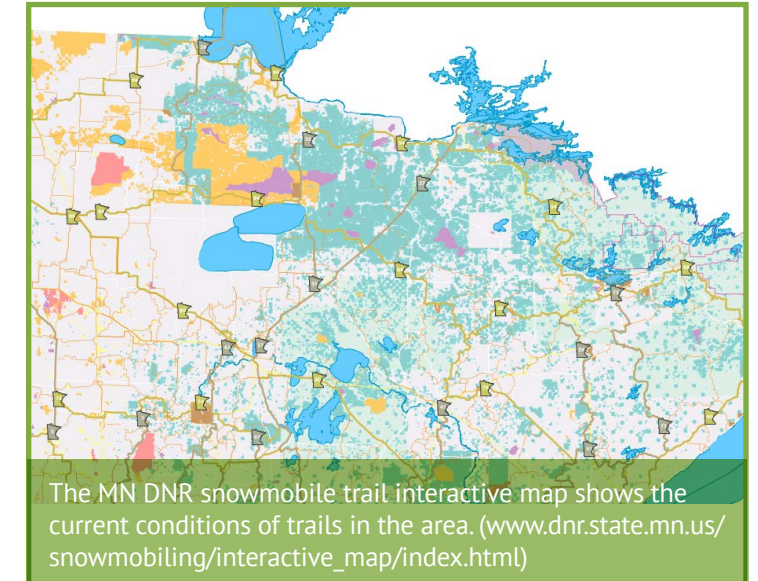 The MN DNR snowmobile trail interactive map shows the
current conditions of trails in the area. (www.dnr.state.mn.us/
snowmobiling/interactive_map/index.html)